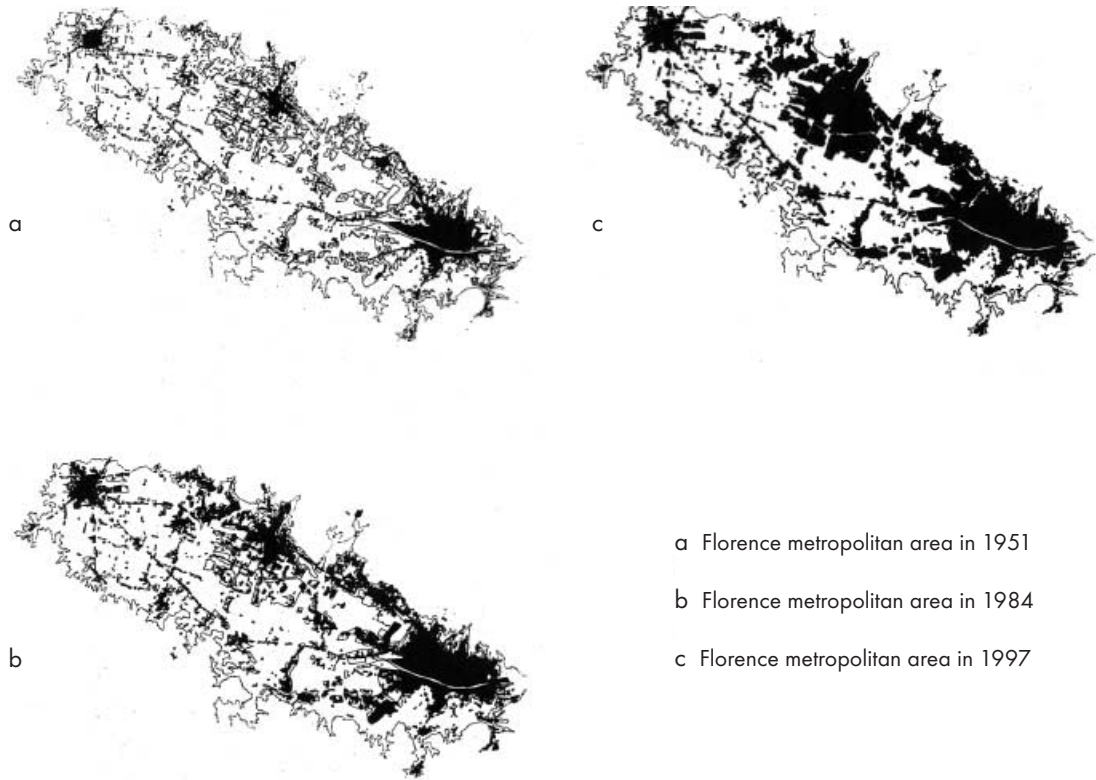 a
c
b
a Florence metropolitan area in 1951
b Florence metropolitan area in 1984
c Florence metropolitan area in 1997